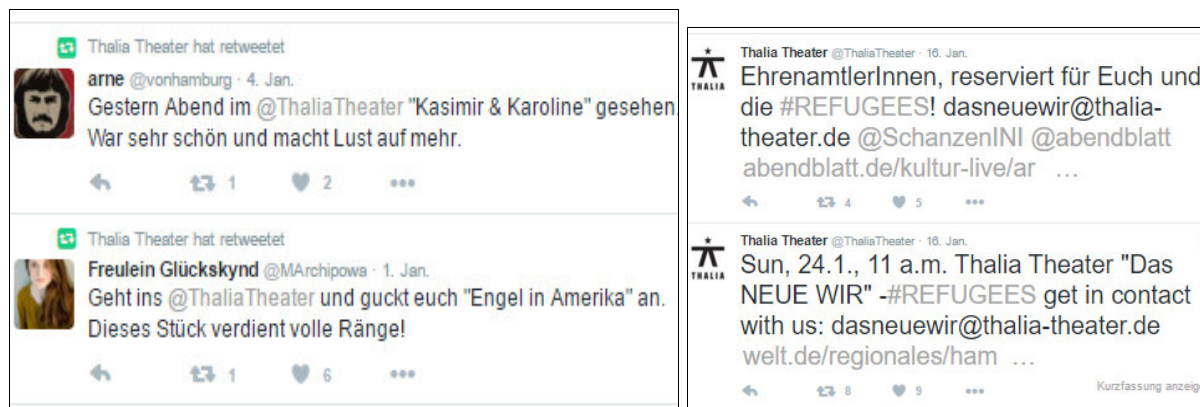 Thalia Theater hat retweetet
arne @vonhamburg · 4. Jan.
Gestern Abend im @ThaliaTheater "Kasimir & Karoline" gesehen.
War sehr schön und macht Lust auf mehr.
1 2
Thalia Theater hat retweetet
Freulein Glückskynd @MArchipowa · 1. Jan.
Geht ins @ThaliaTheater und guckt euch "Engel in Amerika" an.
Dieses Stück verdient volle Ränge!
1 6
THALIA
Thalia Theater @ThaliaTheater · 16. Jan.
EhrenamtlerInnen, reserviert für Euch und
die #REFUGEES! dasneuewir@thalia-
theater.de @SchanzenINI @abendblatt
abendblatt.de/kultur-live/ar …
4 5
THALIA
Thalia Theater @ThaliaTheater · 16. Jan.
Sun, 24.1., 11 a.m. Thalia Theater "Das
NEUE WIR" -#REFUGEES get in contact
with us: dasneuewir@thalia-theater.de
welt.de/regionales/ham …
8 9
Kurzfassung anzeig